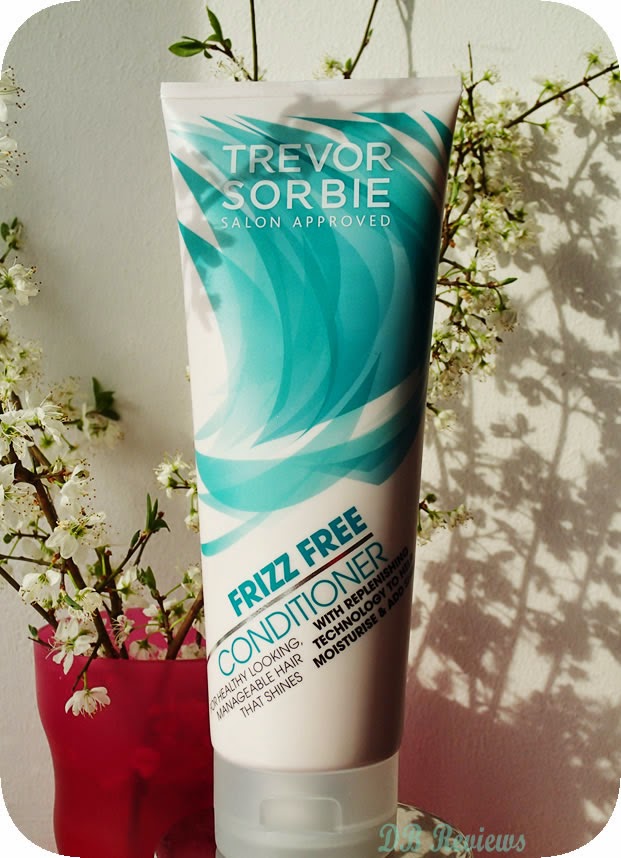 TREVOR
SORBIE
SALON APPROVED
FRIZZ FREE
CONDITIONER
WITH REPLENISHING
TECHNOLOGY TO
MOISTURISE & ADD
FOR HEALTHY LOOKING,
MANAGEABLE HAIR
THAT SHINES
DB Reviews